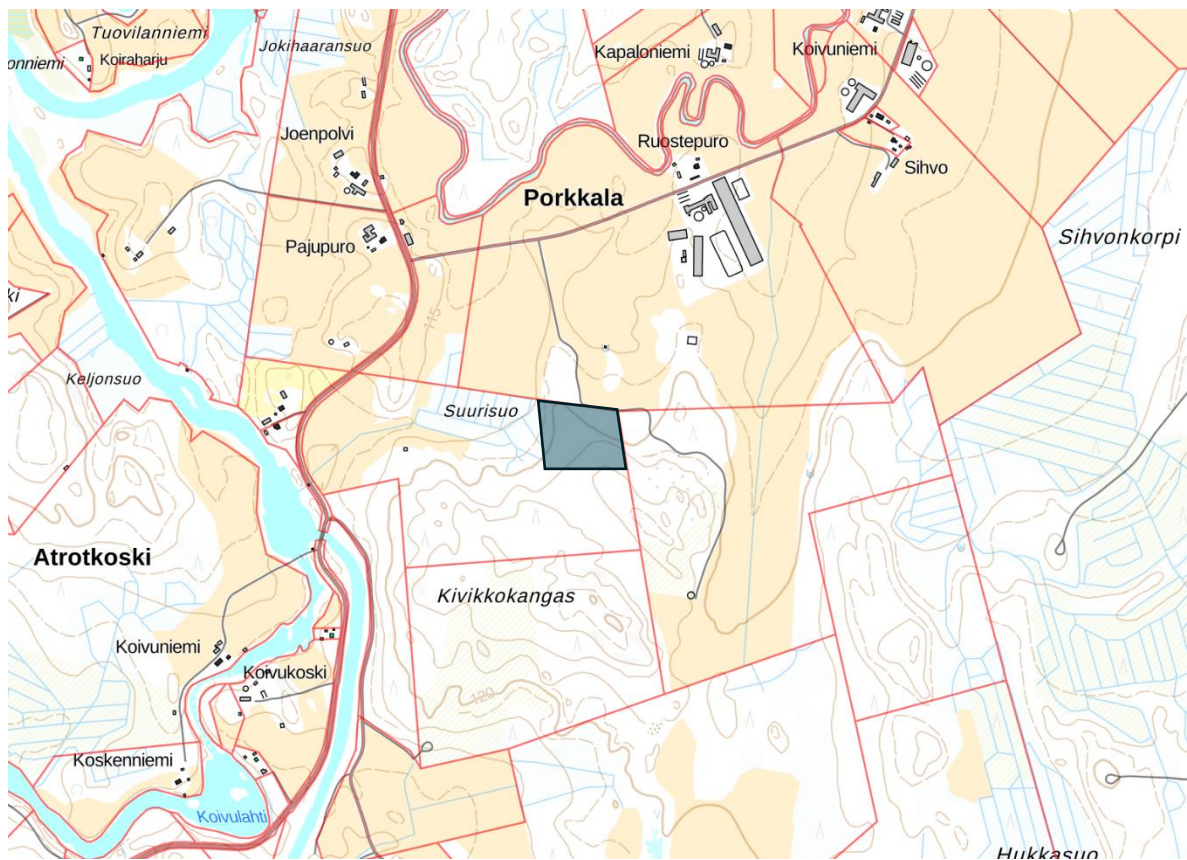 Tuovilanniemi
Jokihaaransuo
Kapaloniemi
Koivuniemi
onniemi
Koiraharju
Joenpolvi
Ruostepuro
Sihvo
Porkkala
Pajupuro
Sihvonkorpi
ki
115
Keljonsuo
Suurisuo
Atrotkoski
Kivikkokangas
Koivuniemi
Koivukoski
120
Koskenniemi
Koivulahti
Hukkasuo